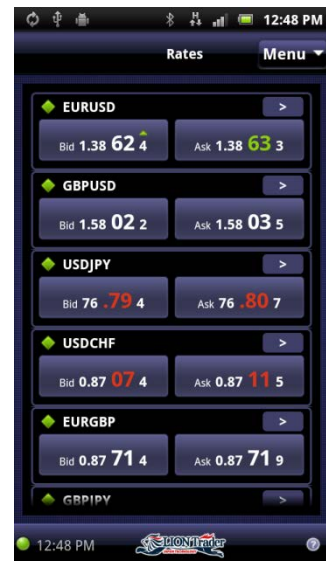 12:48 PM
Rates
Menu
EURUSD
>
Bid 1.38 62 4
Ask 1.38 63 3
GBPUSD
>
Bid 1.58 02 2
Ask 1.58 03 5
USDJPY
>
Bid 76 .79 4
Ask 76 .80 7
USDCHF
>
Bid 0.87 07 4
Ask 0.87 11 5
EURGBP
>
Bid 0.87 71 4
Ask 0.87 71 9
GBPJPY
>
12:48 PM
LIONTrader
?